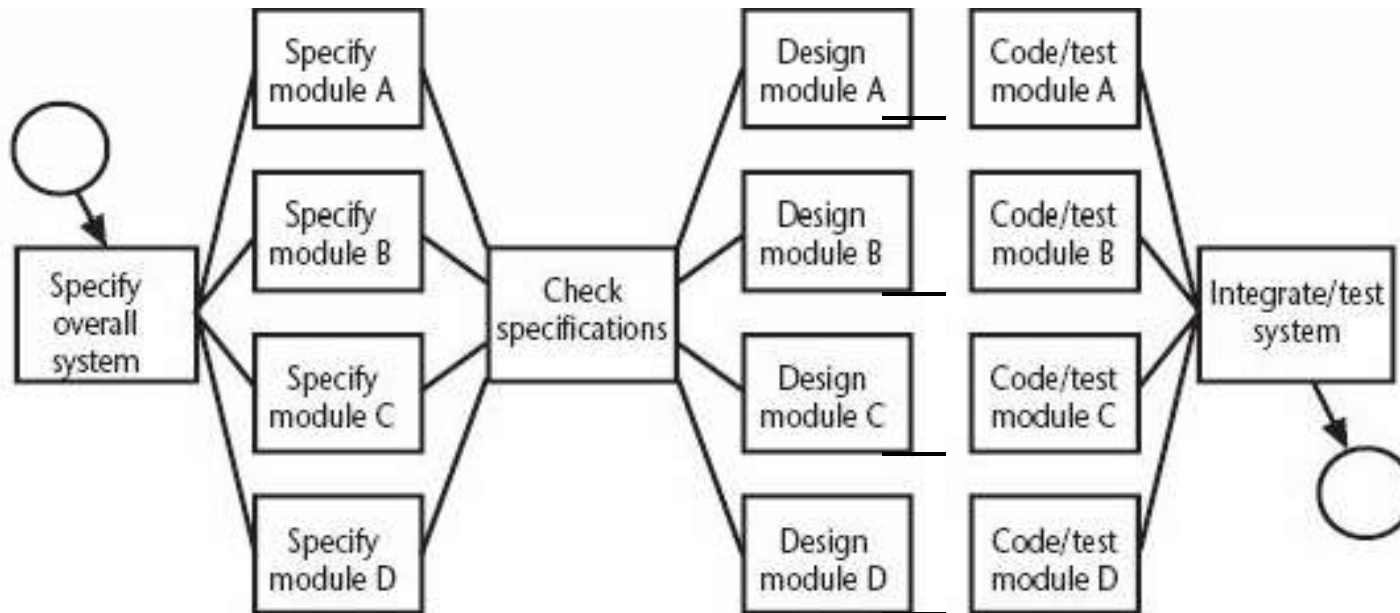 Specify
overall
system
Specify
module A
Specify
module B
Specify
module C
Specify
module D
Check
specifications
Design
module A
Design
module B
Design
module C
Design
module D
Code/test
module A
Code/test
module B
Code/test
module C
Code/test
module D
Integrate/test
system